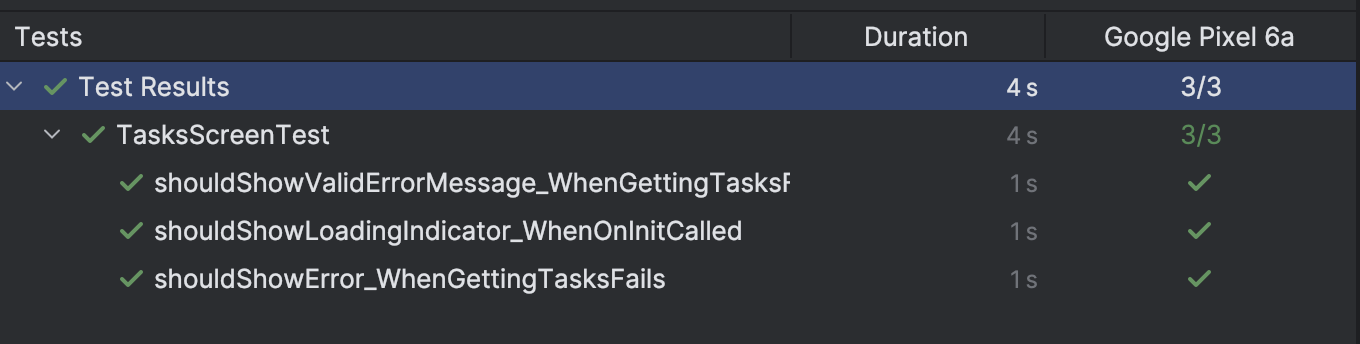 Tests Duration Google Pixel 6a
Test Results 4 s 3/3
TasksScreenTest 4 s 3/3
shouldShowValidErrorMessage_WhenGettingTasksF 1 s
shouldShowLoadingIndicator_WhenOnInitCalled 1 s
shouldShowError_WhenGettingTasksFails 1 s